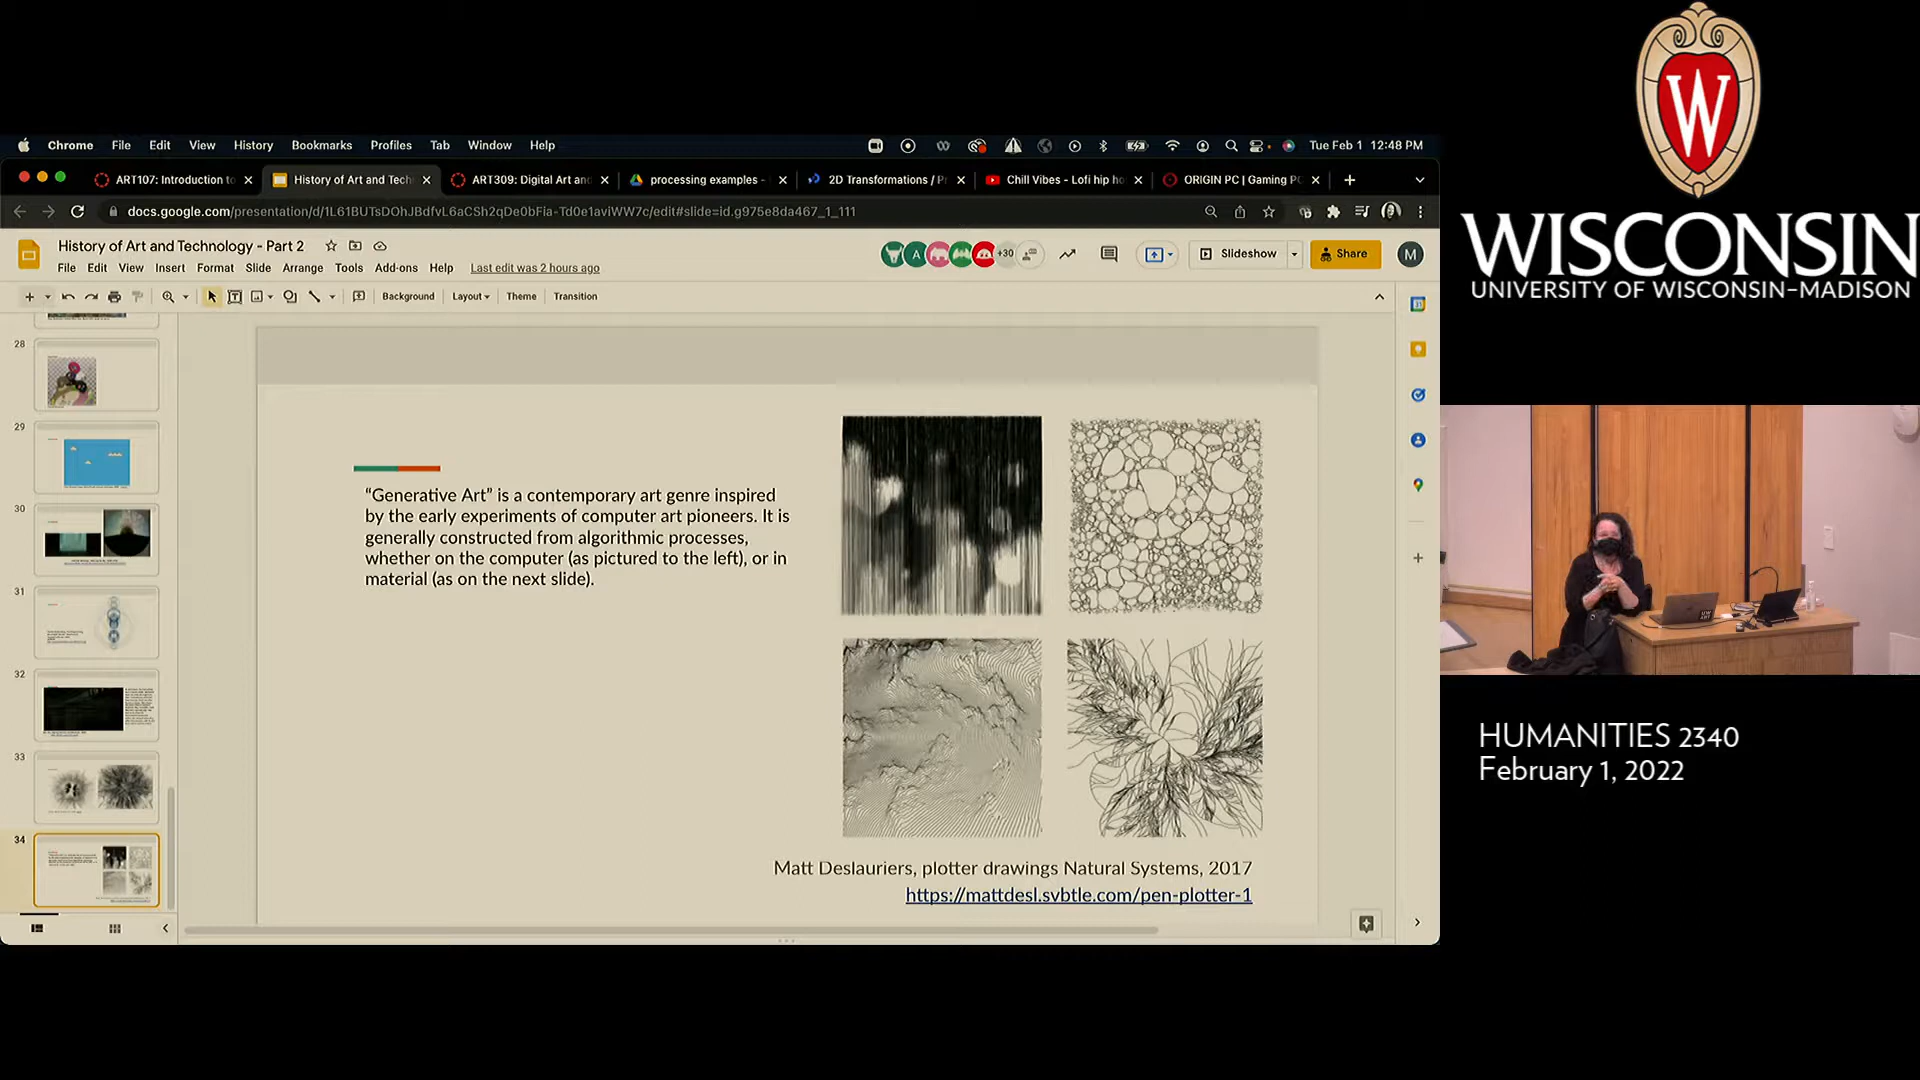 Chrome File Edit View History Bookmarks Profiles Tab Window Help Tue Feb 1 12:48 PM
ART107: Introduction to History of Art and Tech ART309: Digital Art and processing examples - 2D Transformations / P Chill Vibes - Lofi hip ho ORIGIN PC | Gaming PC
docs.google.com/presentation/d/1L61BUTsDOhJBdfvL6aCSh2qDe0bFia-Td0e1aviWW7c/edit#slide=id.g975e8da467_1_111
History of Art and Technology - Part 2
File Edit View Insert Format Slide Arrange Tools Add-ons Help Last edit was 2 hours ago
A +30 Slideshow Share M
Background Layout Theme Transition
28
29
30
31
32
33
34
“Generative Art” is a contemporary art genre inspired
by the early experiments of computer art pioneers. It is
generally constructed from algorithmic processes,
whether on the computer (as pictured to the left), or in
material (as on the next slide).
Matt Deslauriers, plotter drawings Natural Systems, 2017
https://mattdesl.svbtle.com/pen-plotter-1
W
WISCONSIN
UNIVERSITY OF WISCONSIN–MADISON
HUMANITIES 2340
February 1, 2022